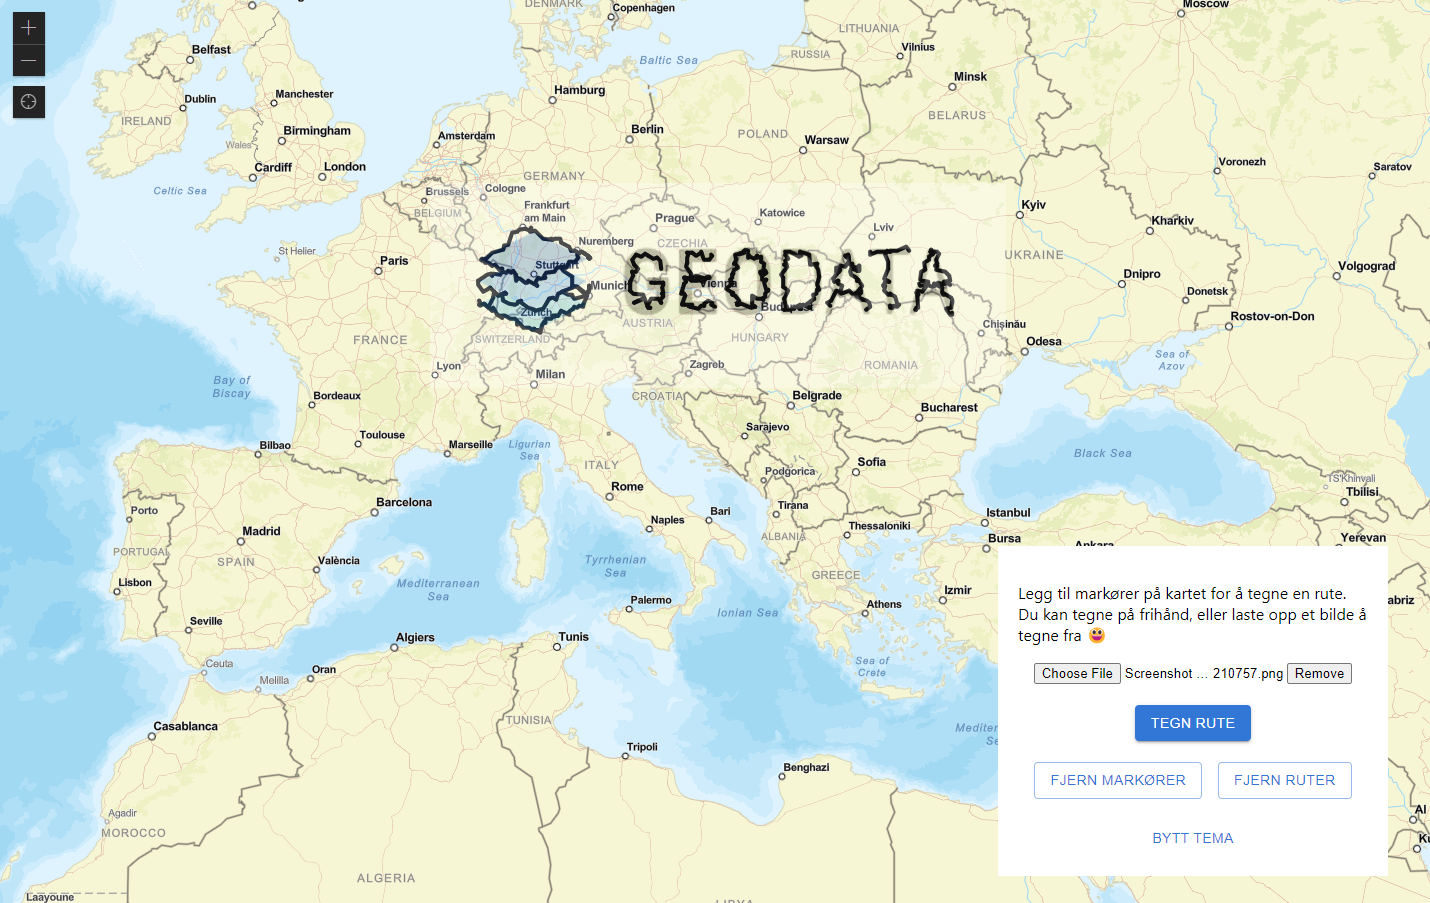 Copenhagen
Moscow
DENMARK
LITHUANIA
Belfast
Vilnius
RUSSIA
Baltic Sea
Minsk
Hamburg
Manchester
Dublin
IRELAND
BELARUS
Berlin
POLAND
Birmingham
Amsterdam
Warsaw
Wales
Voronezh
Cardiff
London
Saratov
GERMANY
Celtic Sea
Brussels
Cologne
Frankfurt
am Main
Kyiv
BELGIUM
Prague
Katowice
Kharkiv
Lviv
Nuremberg
CZECHIA
St Helier
UKRAINE
Paris
Stuttgart
GEODATA
Volgograd
Dnipro
Munich
Vienna
Donetsk
Budapest
Zurich
Rostov-on-Don
AUSTRIA
Chișinău
SWITZERLAND
FRANCE
HUNGARY
Odesa
Sea of
Azov
Lyon
Zagreb
ROMANIA
Milan
Bay of
Biscay
Bordeaux
CROATIA
Belgrade
Bucharest
Toulouse
Sarajevo
Bilbao
Marseille
Ligurian
Sea
Black Sea
ITALY
Sofia
Podgorica
TS'Khinvali
Rome
Tbilisi
Barcelona
Porto
Tirana
Bari
Istanbul
Naples
Thessaloniki
Madrid
ALBANIA
Bursa
Yerevan
Ankara
PORTUGAL
SPAIN
València
Tyrrhenian
Sea
GREECE
Lisbon
Mediterranean
Sea
Izmir
Palermo
Athens
Ionian Sea
Seville
Algiers
Tunis
Ceuta
Oran
Sea of
Crete
Melilla
TUNISIA
Casablanca
Tripoli
Benghazi
Agadir
MOROCCO
ALGERIA
Laayoune
LIBYA
Legg til markører på kartet for å tegne en rute.
Du kan tegne på frihånd, eller laste opp et bilde å
tegne fra 😃
Choose File Screenshot ... 210757.png Remove
TEGN RUTE
FJERN MARKØRER FJERN RUTER
BYTT TEMA